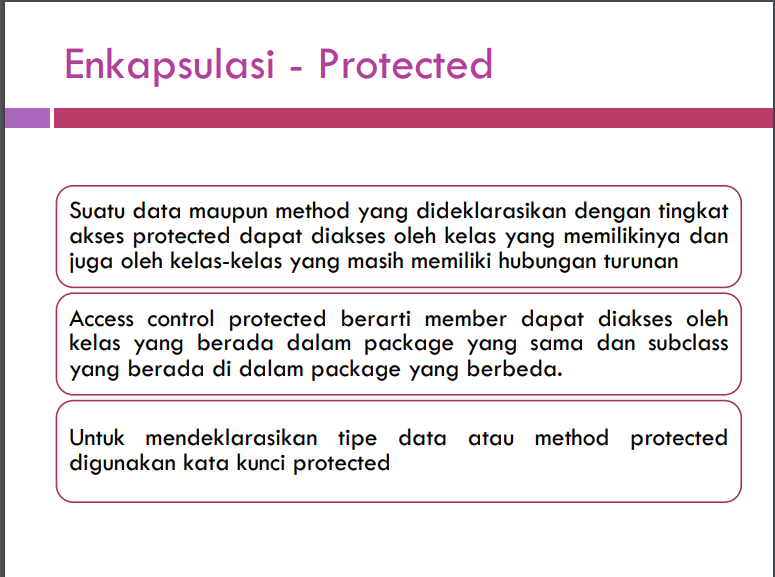 Enkapsulasi - Protected
Suatu data maupun method yang dideklarasikan dengan tingkat
akses protected dapat diakses oleh kelas yang memilikinya dan
juga oleh kelas-kelas yang masih memiliki hubungan turunan
Access control protected berarti member dapat diakses oleh
kelas yang berada dalam package yang sama dan subclass
yang berada di dalam package yang berbeda.
Untuk mendeklarasikan tipe data atau method protected
digunakan kata kunci protected